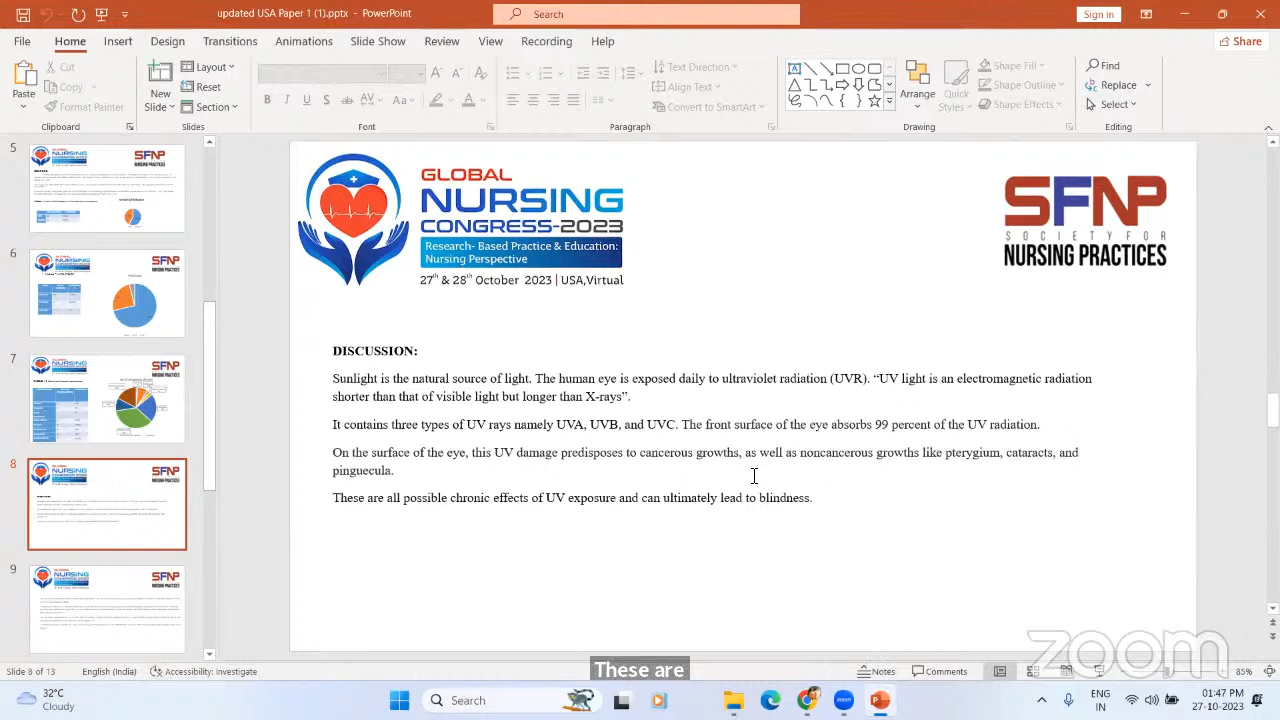 updated USA Paper 1 (1).pptx - PowerPoint
Search
Sign in
File Home Insert Design Transitions Animations Slide Show Review View Recording Help
Share
Paste
Cut
Copy
Format Painter
Clipboard
New Slide
Layout
Reset
Section
Slides
Font
Text Direction
Align Text
Convert to SmartArt
Paragraph
Arrange
Quick Styles
Shape Fill
Shape Outline
Shape Effects
Drawing
Find
Replace
Select
Editing
5
6
7
8
9
GLOBAL
NURSING
CONGRESS-2023
Research- Based Practice & Education:
Nursing Perspective
27th & 28th October 2023 | USA,Virtual
SFNP
SOCIETY FOR
NURSING PRACTICES
DISCUSSION:
Sunlight is the natural source of light. The human eye is exposed daily to ultraviolet radiation (UVR). “UV light is an electromagnetic radiation
shorter than that of visible light but longer than X-rays”.
It contains three types of UV rays namely UVA, UVB, and UVC. The front surface of the eye absorbs 99 percent of the UV radiation.
On the surface of the eye, this UV damage predisposes to cancerous growths, as well as noncancerous growths like pterygium, cataracts, and
pinguecula.
These are all possible chronic effects of UV exposure and can ultimately lead to blindness.
zoom
These are
Slide 8 of 13
English (India)
Accessibility: Investigate
Notes
Comments
85%
32°C
Cloudy
Search
zoom
ENG
IN
01:47 PM
27-10-2023